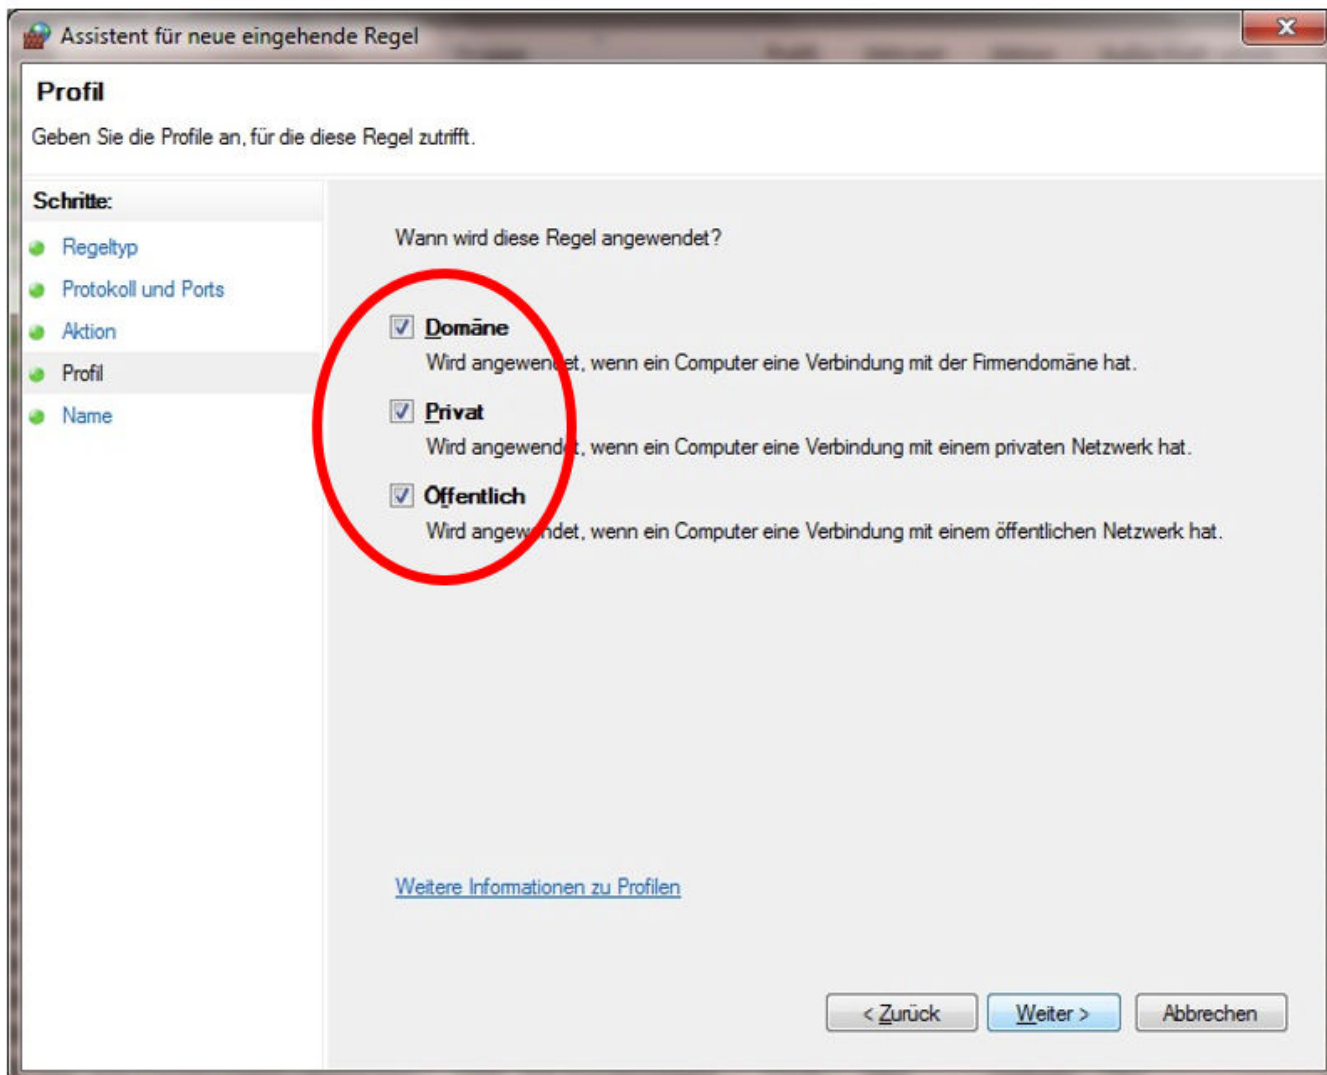 Assistent für neue eingehende Regel
Profil
Geben Sie die Profile an, für die diese Regel zutrifft.
Schritte:
Regeltyp
Protokoll und Ports
Aktion
Profil
Name
Wann wird diese Regel angewendet?
Domäne
Wird angewendet, wenn ein Computer eine Verbindung mit der Firmendomäne hat.
Privat
Wird angewendet, wenn ein Computer eine Verbindung mit einem privaten Netzwerk hat.
Öffentlich
Wird angewendet, wenn ein Computer eine Verbindung mit einem öffentlichen Netzwerk hat.
Weitere Informationen zu Profilen
< Zurück
Weiter >
Abbrechen